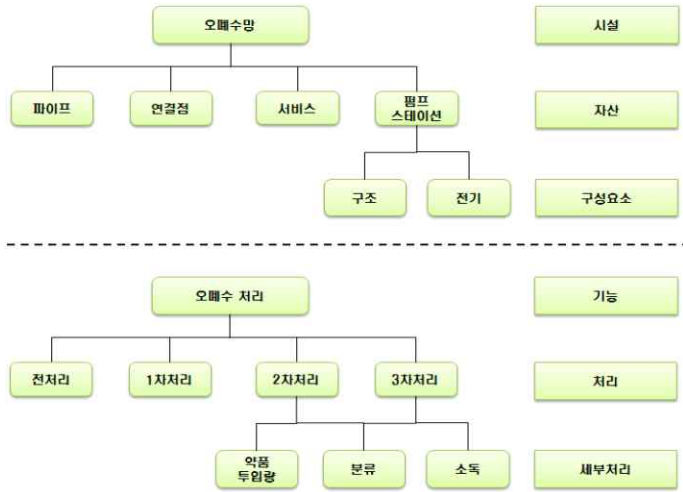 오폐수망
시설
파이프
연결점
서비스
펌프
스테이션
자산
구조
전기
구성요소
오폐수 처리
기능
전처리
1차처리
2차처리
3차처리
처리
약품
투입량
분류
소독
세부처리